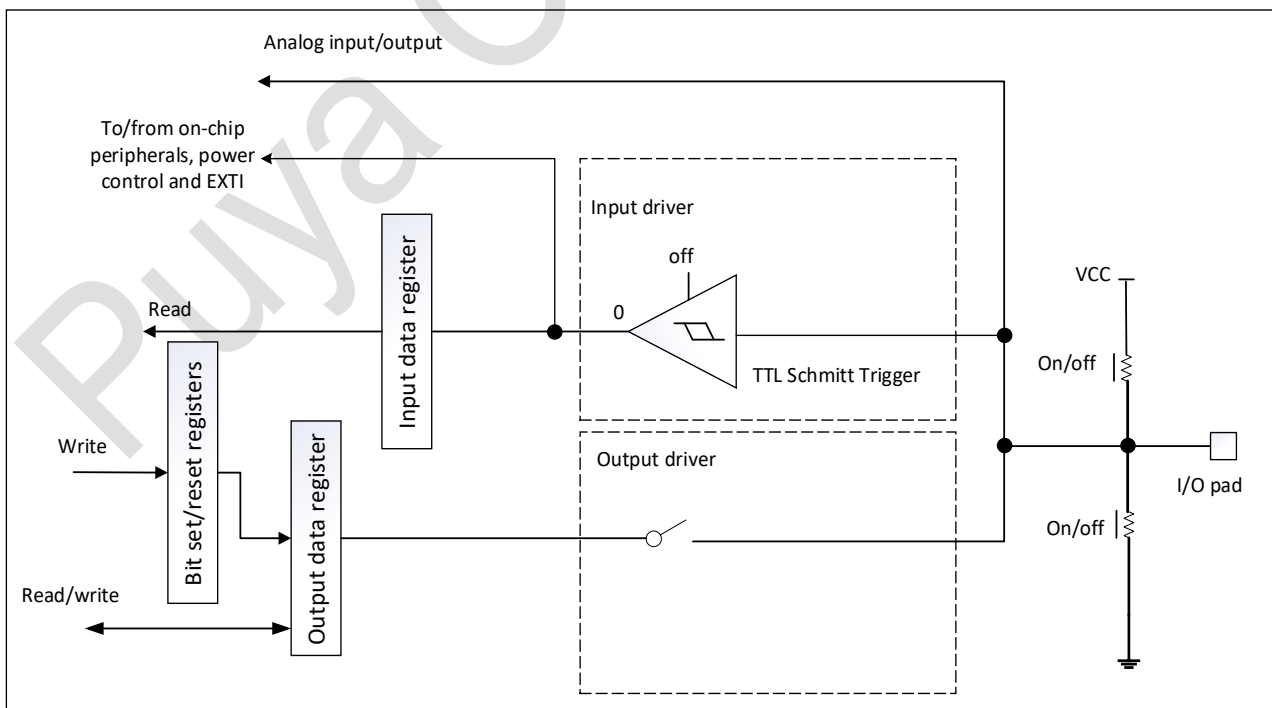 Analog input/output
To/from on-chip
peripherals, power
control and EXTI
Input driver
off
VCC
0
Read
Input data register
TTL Schmitt Trigger
On/off
Bit set/reset registers
Write
Output data register
Output driver
I/O pad
On/off
Read/write
Puya